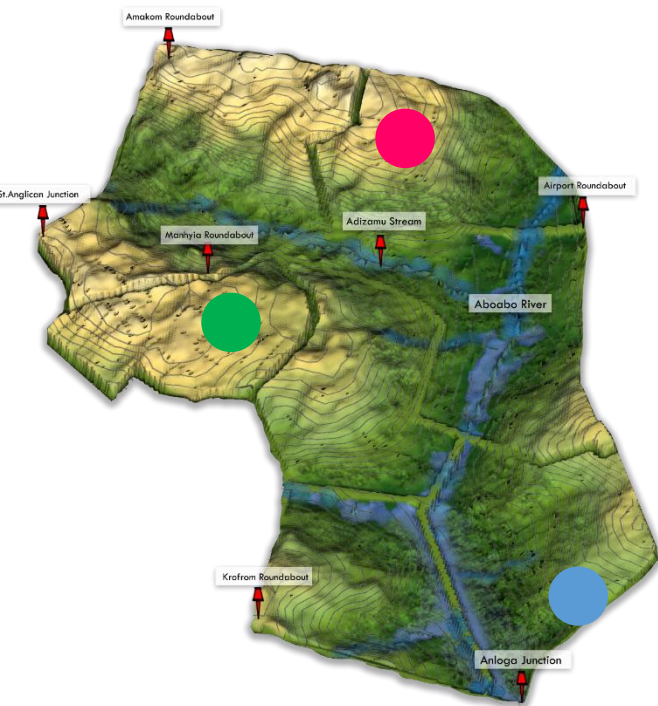 Amakom Roundabout
St.Anglican Junction
Airport Roundabout
Manhyia Roundabout
Adizamu Stream
Aboabo River
Krofrom Roundabout
Anloga Junction